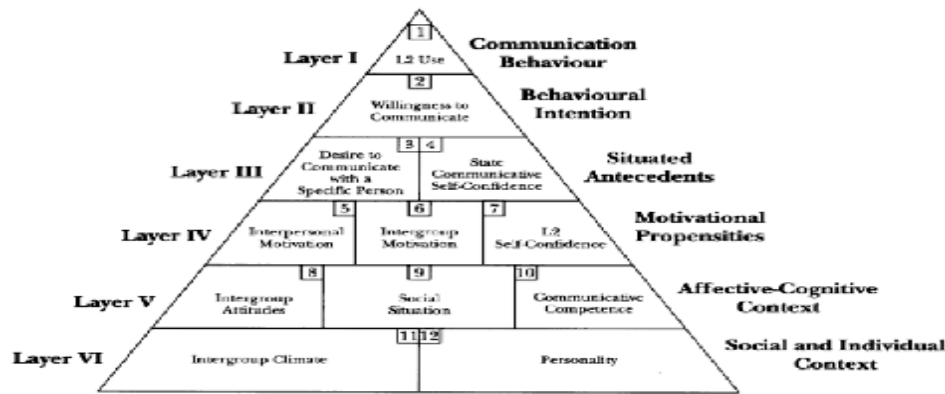 1
Layer I
L2 Use
Communication
Behaviour
2
Layer II
Willingness to
Communicate
Behavioural
Intention
3 4
Layer III
Desire to
Communicate
with a
Specific Person
State
Communicative
Self-Confidence
Situated
Antecedents
5 6 7
Layer IV
Interpersonal
Motivation
Intergroup
Motivation
L2
Self-Confidence
Motivational
Propensities
8 9 10
Layer V
Intergroup
Attitudes
Social
Situation
Communicative
Competence
Affective-Cognitive
Context
11 12
Layer VI
Intergroup Climate
Personality
Social and Individual
Context